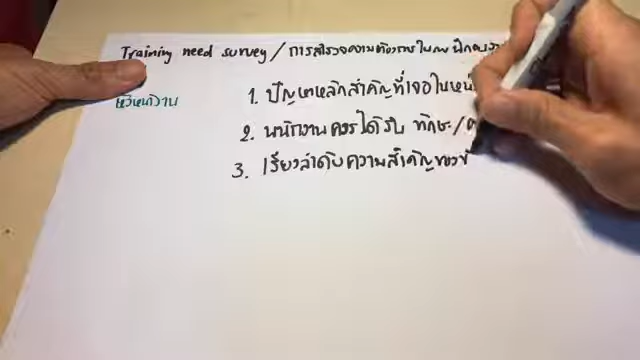 Training need survey / การสำรวจความต้องการในการฝึกอบรม
หัวหน้างาน
1. ปัญหาหลักสำคัญที่เจอในหน
2. พนักงานควรได้รับ ทักษะ/
3. เรียงลำดับความสำคัญของ